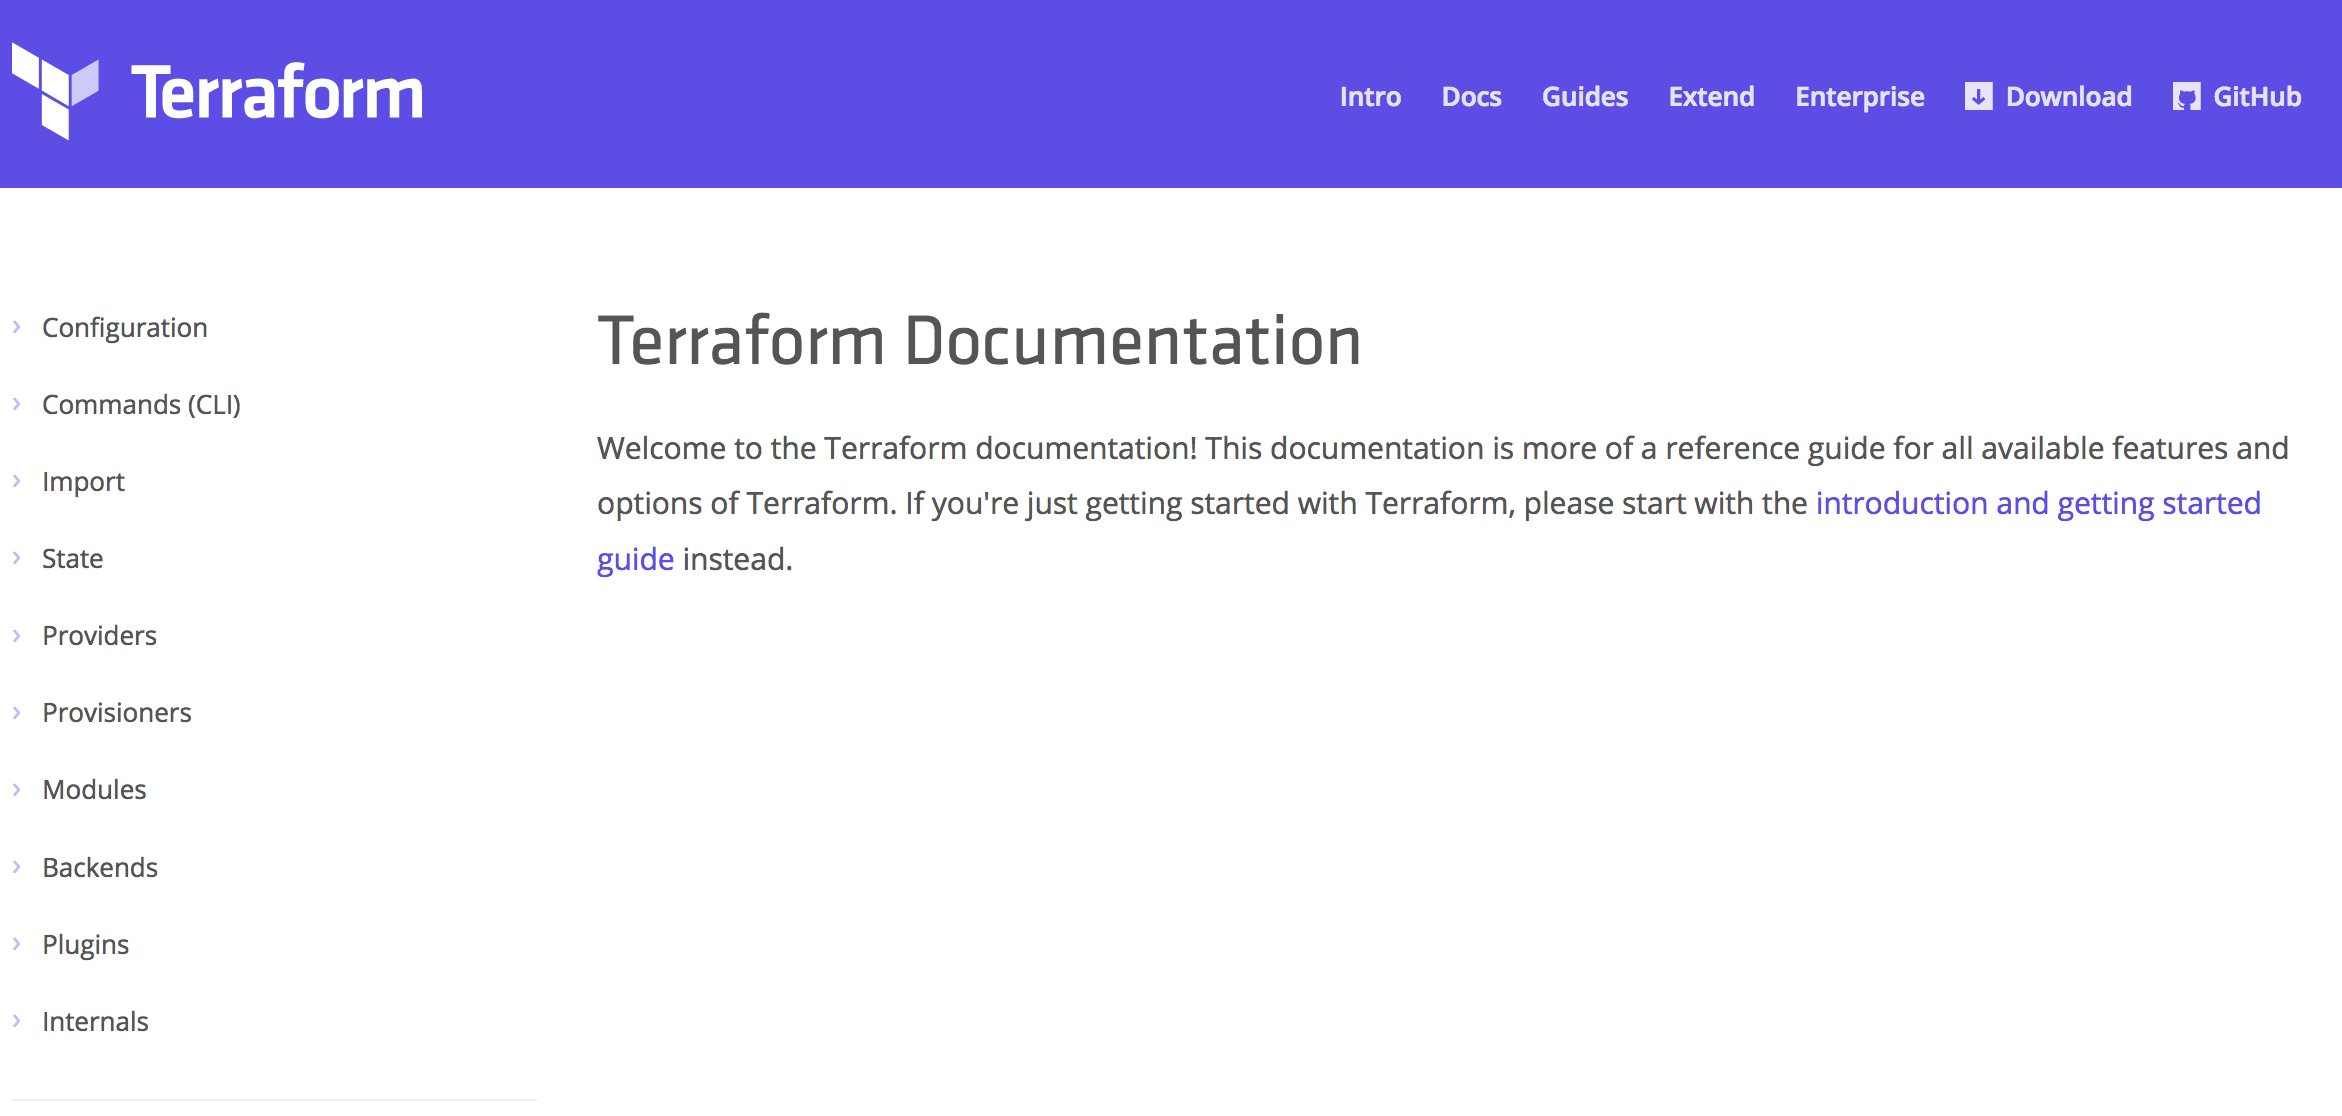 Terraform
Intro Docs Guides Extend Enterprise Download GitHub
Configuration
Commands (CLI)
Import
State
Providers
Provisioners
Modules
Backends
Plugins
Internals
Terraform Documentation
Welcome to the Terraform documentation! This documentation is more of a reference guide for all available features and
options of Terraform. If you're just getting started with Terraform, please start with the introduction and getting started
guide instead.